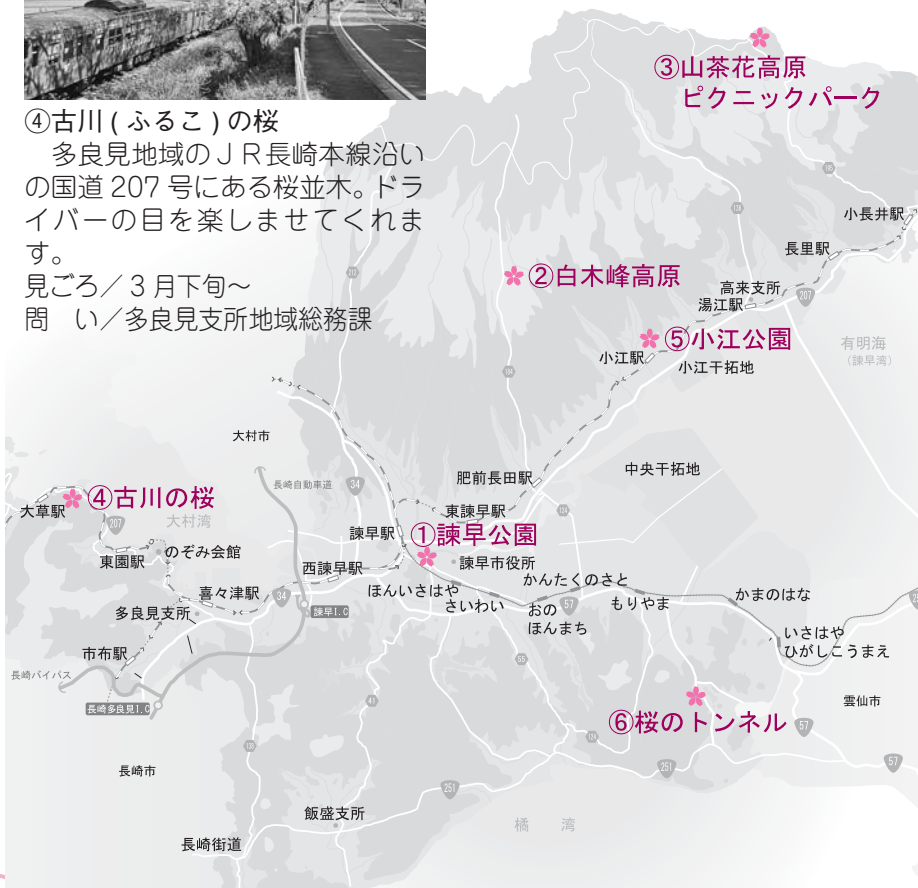 ④古川(ふるこ)の桜
多良見地域のJR長崎本線沿い
の国道207号にある桜並木。ドラ
イバーの目を楽しませてくれま
す。
見ごろ／3月下旬～
問　い／多良見支所地域総務課
③山茶花高原
ピクニックパーク
小長井駅
長里駅
高来支所
湯江駅
207
②白木峰高原
⑤小江公園
有明海
（諫早湾）
小江駅
小江干拓地
大村市
長崎自動車道
34
肥前長田駅
中央干拓地
④古川の桜
大草駅
207
大村湾
東諫早駅
諫早駅
①諫早公園
のぞみ会館
東園駅
西諫早駅
諫早市役所
喜々津駅
34
諫早I.C
ほんいさはや
さいわい
かんたくのさと
おの
ほんまち
57
もりやま
かまのはな
多良見支所
いさはや
ひがしこうまえ
市布駅
長崎バイパス
長崎多良見I.C
雲仙市
⑥桜のトンネル
57
57
251
251
長崎市
飯盛支所
橘　湾
長崎街道